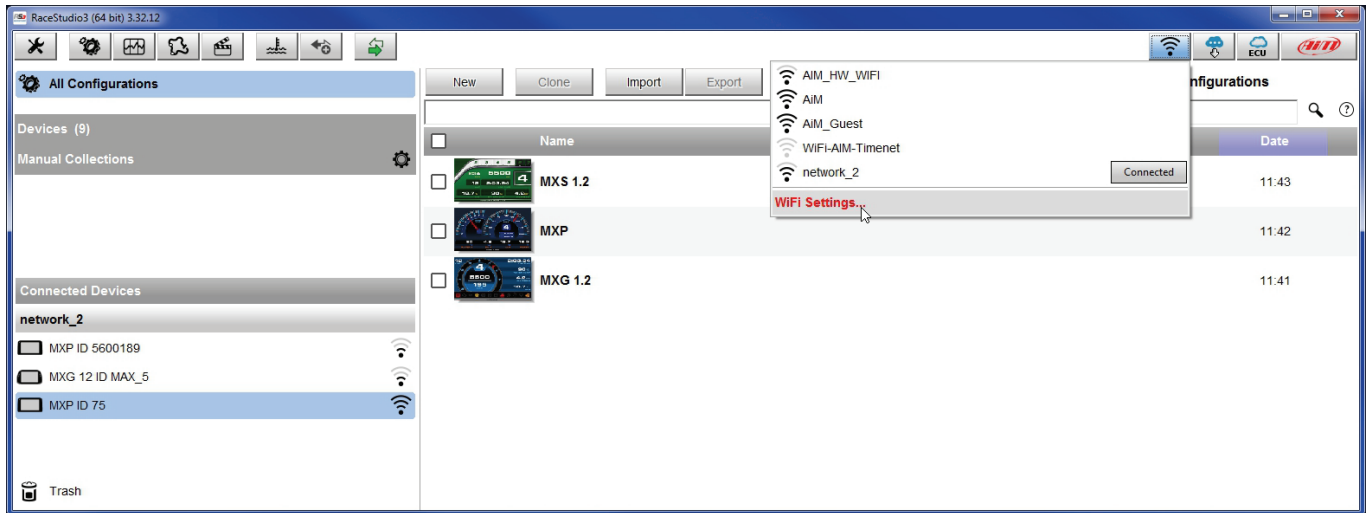 RaceStudio3 (64 bit) 3.32.12
ECU
AiM
All Configurations
Devices (9)
Manual Collections
Connected Devices
network_2
MXP ID 5600189
MXG 12 ID MAX_5
MXP ID 75
Trash
New Clone Import Export
nfigurations
Name Date
MXS 1.2 11:43
MXP 11:42
MXG 1.2 11:41
AIM_HW_WIFI
AiM
AiM_Guest
WiFi-AIM-Timenet
network_2 Connected
WiFi Settings...